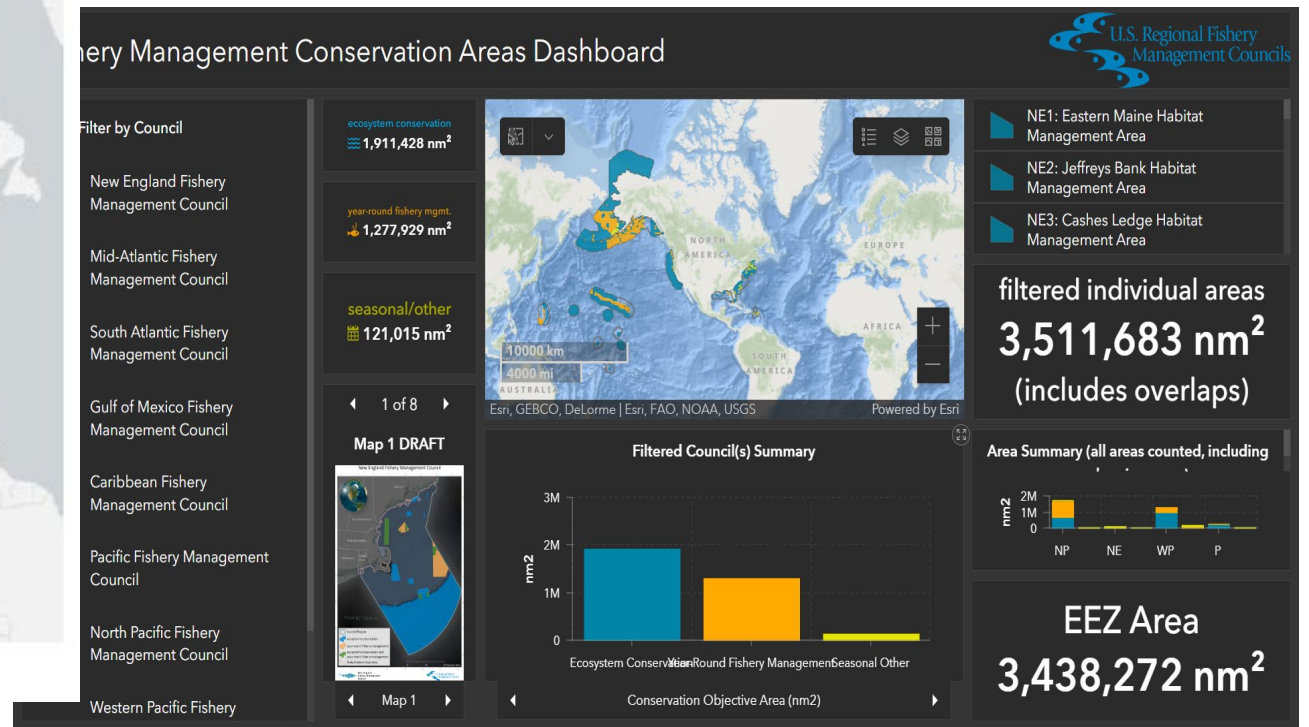 hery Management Conservation Areas Dashboard
U.S. Regional Fishery
Management Councils
Filter by Council
New England Fishery
Management Council
Mid-Atlantic Fishery
Management Council
South Atlantic Fishery
Management Council
Gulf of Mexico Fishery
Management Council
Caribbean Fishery
Management Council
Pacific Fishery Management
Council
North Pacific Fishery
Management Council
Western Pacific Fishery
ecosystem conservation
1,911,428 nm²
year-round fishery mgmt.
1,277,929 nm²
seasonal/other
121,015 nm²
1 of 8
Map 1 DRAFT
New England Fishery Management Council
Map 1
NORTH
AMERICA
EUROPE
AFRICA
SOUTH
AMERICA
AUSTRALIA
10000 km
4000 mi
Esri, GEBCO, DeLorme | Esri, FAO, NOAA, USGS
Powered by Esri
Filtered Council(s) Summary
3M
2M
1M
0
nm2
Ecosystem Conservation
Year-Round Fishery Management
Seasonal Other
Conservation Objective Area (nm2)
NE1: Eastern Maine Habitat
Management Area
NE2: Jeffreys Bank Habitat
Management Area
NE3: Cashes Ledge Habitat
Management Area
filtered individual areas
3,511,683 nm²
(includes overlaps)
Area Summary (all areas counted, including
2M
1M
0
nm2
NP
NE
WP
P
EEZ Area
3,438,272 nm²